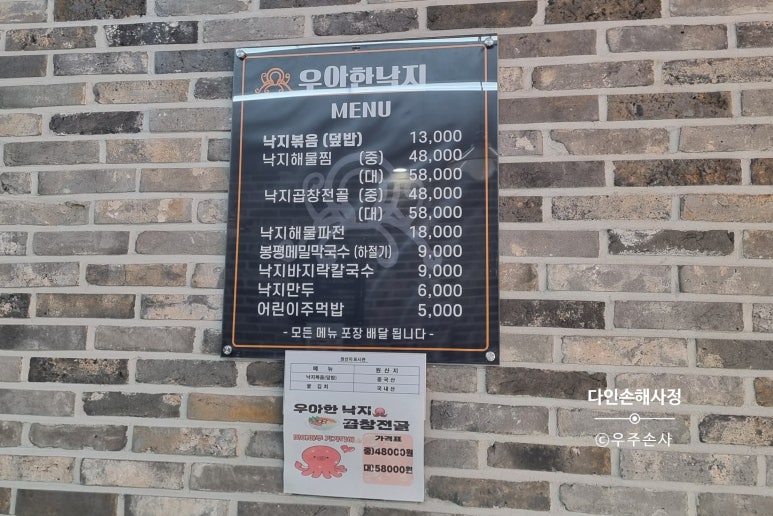 우아한낙지
MENU
낙지볶음 (덮밥) 13,000
낙지해물찜 (중) 48,000
(대) 58,000
낙지곱창전골 (중) 48,000
(대) 58,000
낙지해물파전 18,000
봉평메밀막국수 (하절기) 9,000
낙지바지락칼국수 9,000
낙지만두 6,000
어린이주먹밥 5,000
- 모든 메뉴 포장 배달 됩니다 -
메 뉴 원 산 지
낙지볶음(덮밥) 중국산
김 치 국내산
우아한 낙지
곱창전골
가격표
중)48000원
대)58000원
다인손해사정
©우주손사